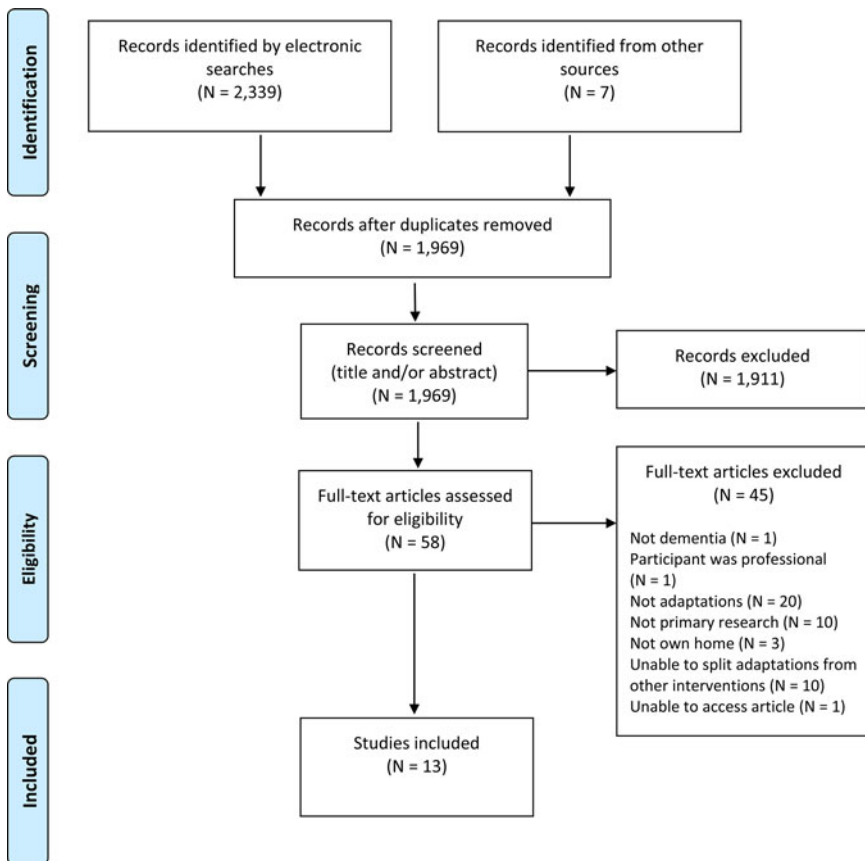 Identification
Records identified by electronic
searches
(N = 2,339)
Records identified from other
sources
(N = 7)
Records after duplicates removed
(N = 1,969)
Screening
Records screened
(title and/or abstract)
(N = 1,969)
Records excluded
(N = 1,911)
Eligibility
Full-text articles assessed
for eligibility
(N = 58)
Full-text articles excluded
(N = 45)
Not dementia (N = 1)
Participant was professional
(N = 1)
Not adaptations (N = 20)
Not primary research (N = 10)
Not own home (N = 3)
Unable to split adaptations from
other interventions (N = 10)
Unable to access article (N = 1)
Included
Studies included
(N = 13)